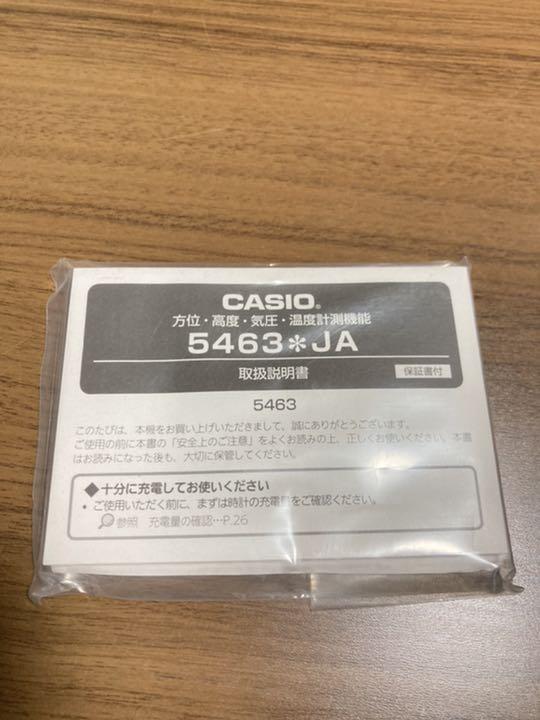 CASIO®
方位・高度・気圧・温度計測機能
5463＊JA
取扱説明書
保証書付
5463
このたびは、本機をお買い上げいただきまして、誠にありがとうございます。
ご使用の前に本書の「安全上のご注意」をよくお読みの上、正しくお使いください。本書
はお読みになった後も、大切に保管してください。
◆十分に充電してお使いください
• ご使用いただく前に、まずは時計の充電量をご確認ください。
参照 充電量の確認…P.26